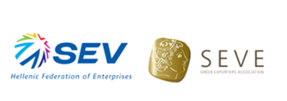 SEV
Hellenic Federation of Enterprises
SEVE
GREEK EXPORTERS ASSOCIATION